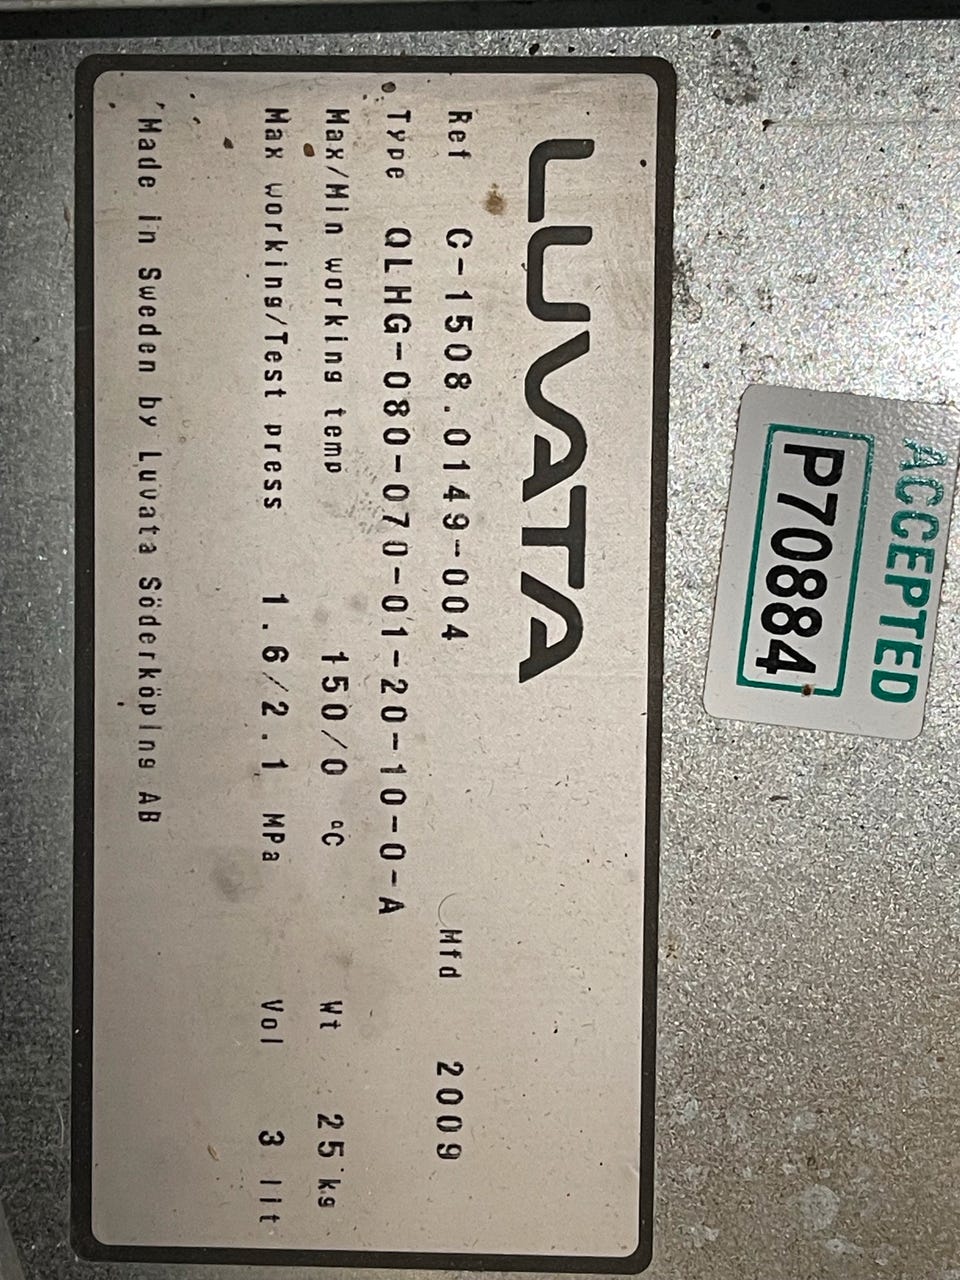 LUVATA
Ref C-1508.0149-004 Mfd 2009
Type QLHG-080-070-01-20-10-0-A
Max/Min working temp 150/0 °C Wt 25 kg
Max working/Test press 1.6/2.1 MPa Vol 3 lit
Made in Sweden by Luvata Söderköping AB
ACCEPTED
P70884